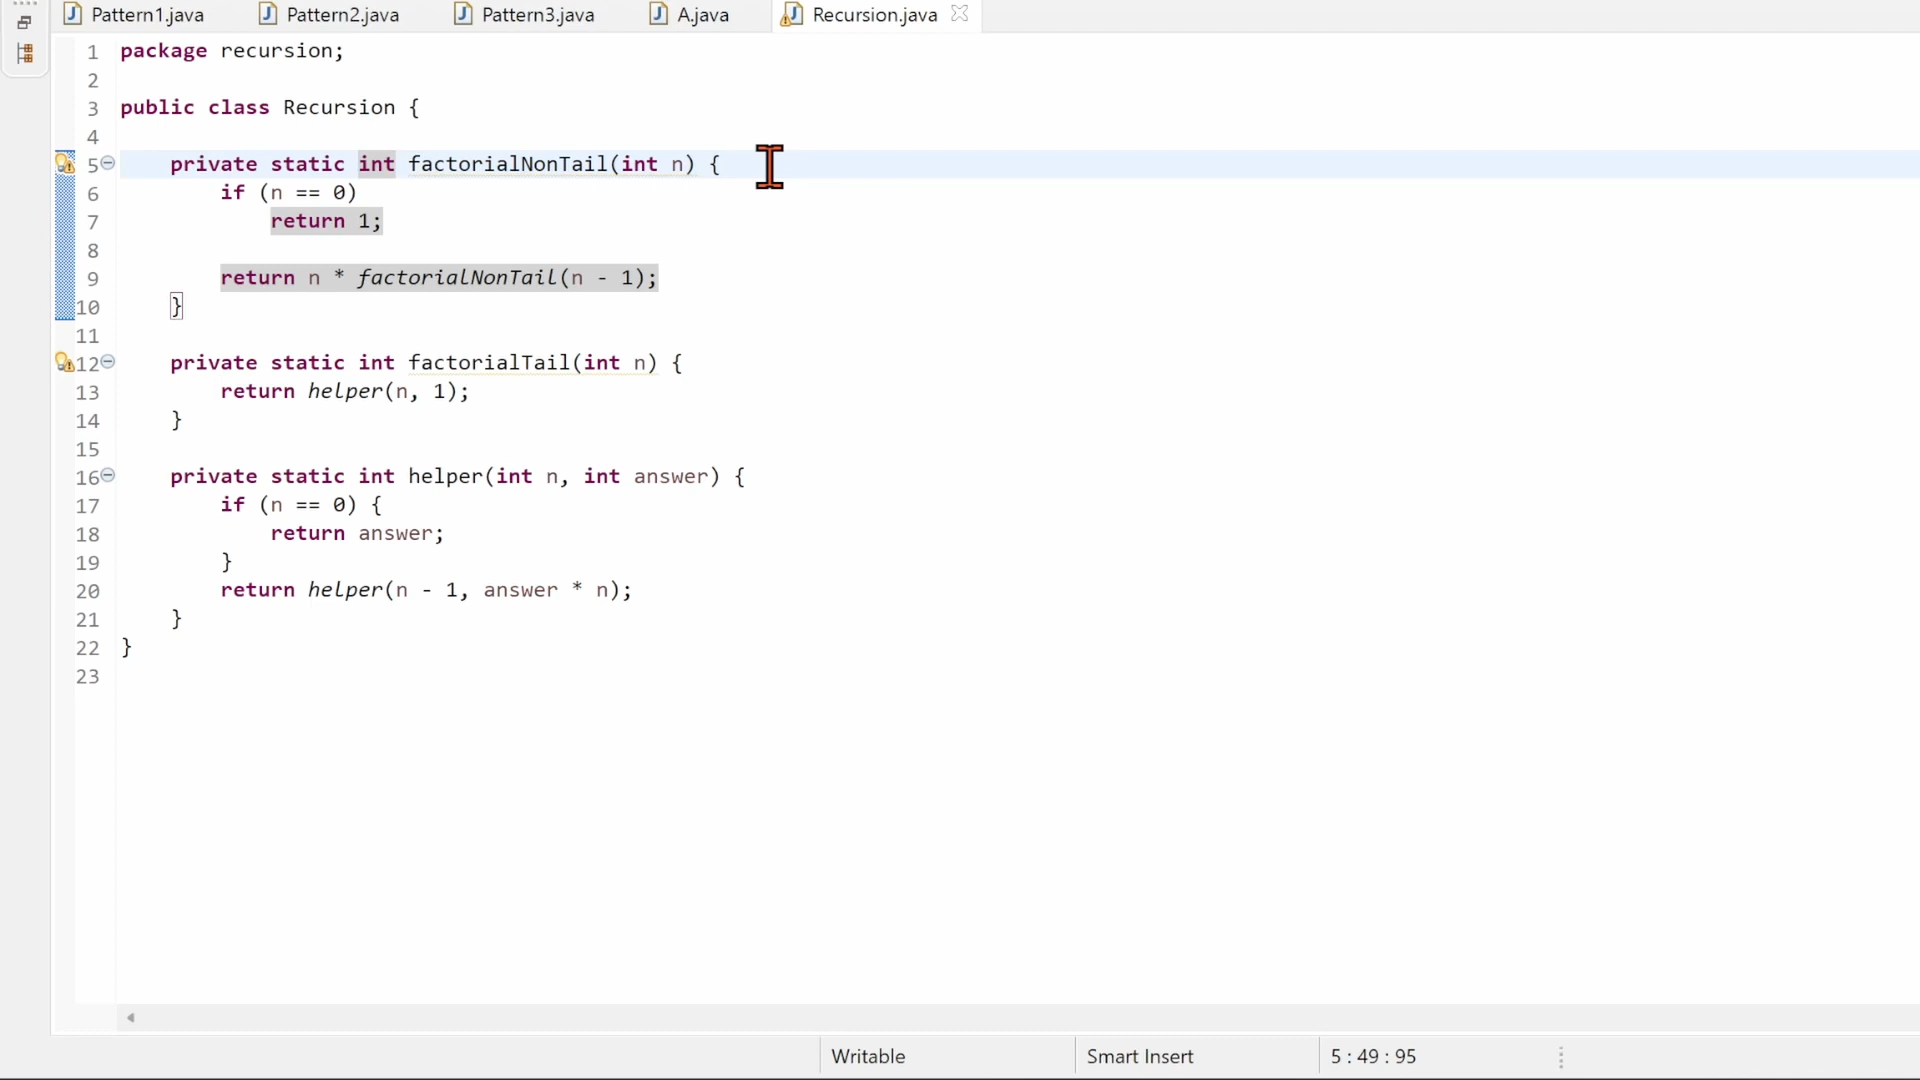 Pattern1.java Pattern2.java Pattern3.java A.java Recursion.java
1 package recursion;
2
3 public class Recursion {
4
5 private static int factorialNonTail(int n) {
6 if (n == 0)
7 return 1;
8
9 return n * factorialNonTail(n - 1);
10 }
11
12 private static int factorialTail(int n) {
13 return helper(n, 1);
14 }
15
16 private static int helper(int n, int answer) {
17 if (n == 0) {
18 return answer;
19 }
20 return helper(n - 1, answer * n);
21 }
22 }
23
Writable Smart Insert 5 : 49 : 95